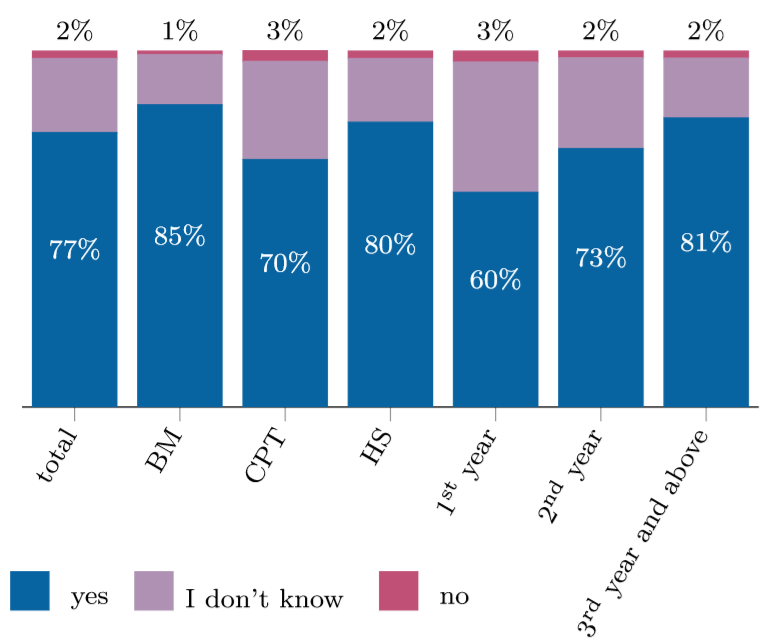 2% 1% 3% 2% 3% 2% 2%
77% 85% 70% 80% 60% 73% 81%
total BM CPT HS 1st year 2nd year 3rd year and above
yes I don't know no